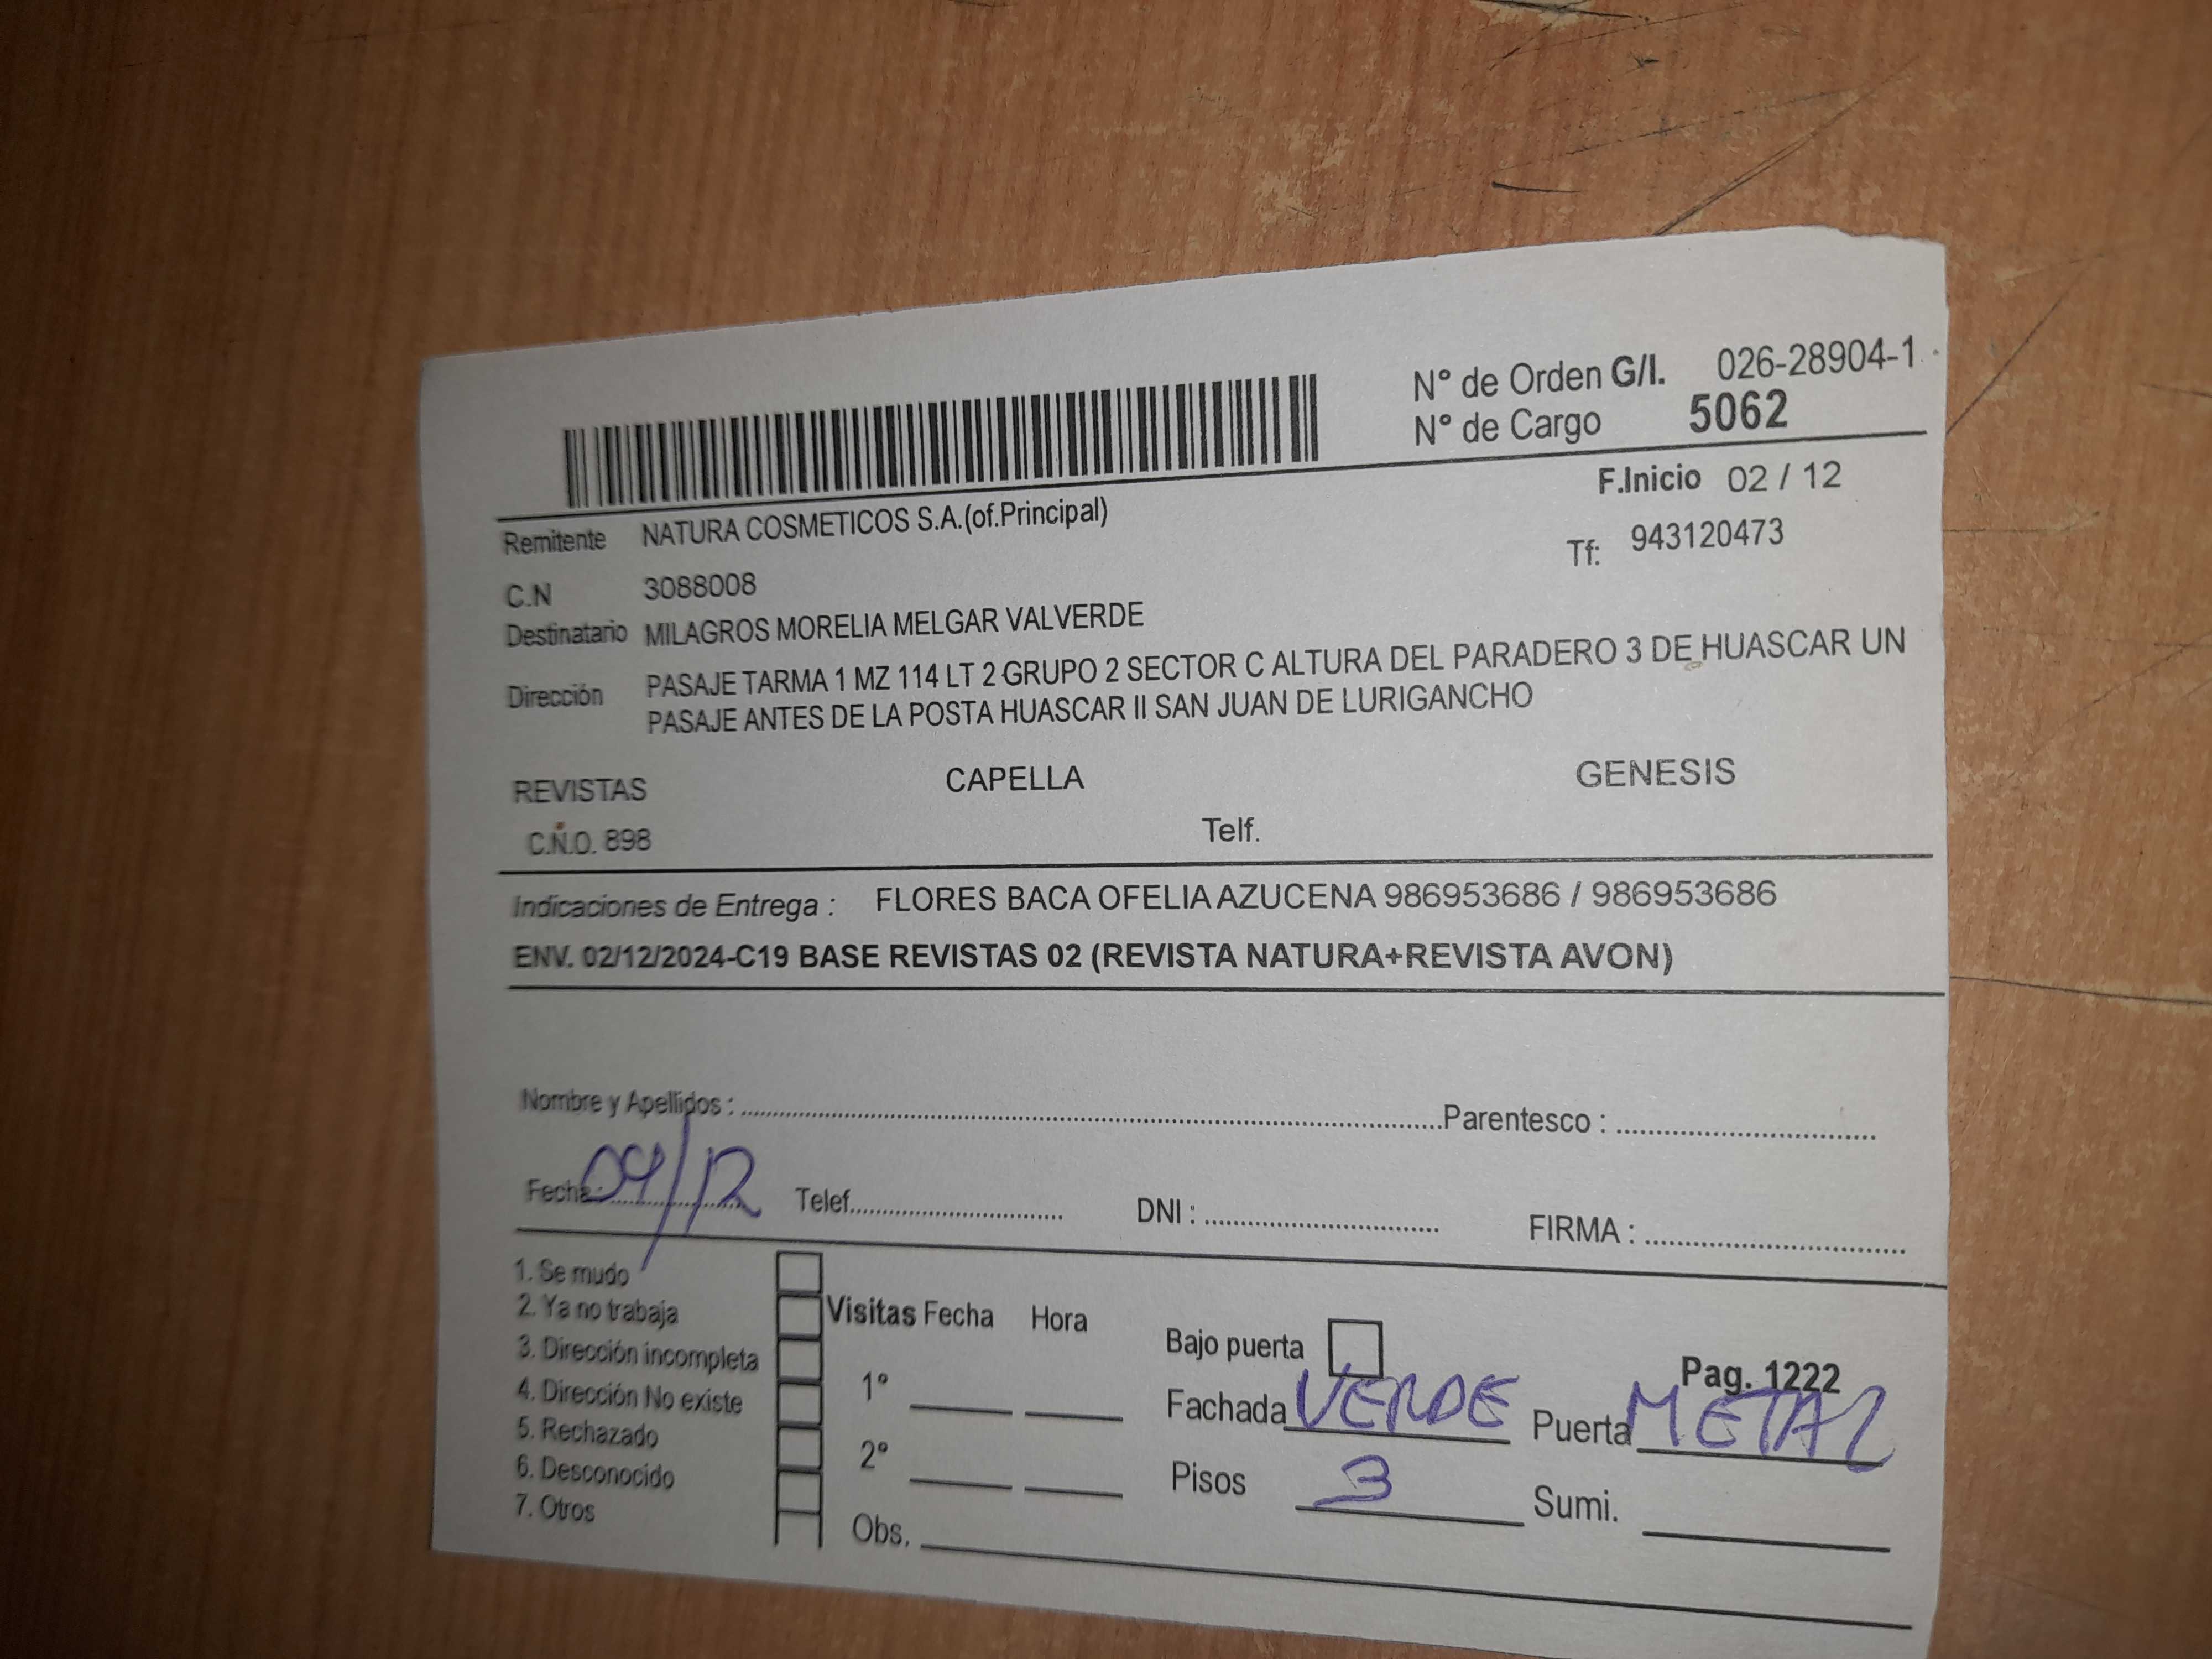 N° de Orden G/I. 026-28904-1
N° de Cargo 5062
F.Inicio 02 / 12
Remitente NATURA COSMETICOS S.A.(of.Principal)
Tf: 943120473
C.N 3088008
Destinatario MILAGROS MORELIA MELGAR VALVERDE
Dirección PASAJE TARMA 1 MZ 114 LT 2 GRUPO 2 SECTOR C ALTURA DEL PARADERO 3 DE HUASCAR UN
PASAJE ANTES DE LA POSTA HUASCAR II SAN JUAN DE LURIGANCHO
REVISTAS CAPELLA GENESIS
C.N.O. 898 Telf.
Indicaciones de Entrega : FLORES BACA OFELIA AZUCENA 986953686 / 986953686
ENV. 02/12/2024-C19 BASE REVISTAS 02 (REVISTA NATURA+REVISTA AVON)
Nombre y Apellidos : Parentesco :
Fecha : 04/12 Telef. DNI : FIRMA :
1. Se mudo
2. Ya no trabaja
3. Dirección incompleta
4. Dirección No existe
5. Rechazado
6. Desconocido
7. Otros
Visitas Fecha Hora
1°
2°
Obs.
Bajo puerta
Pag. 1222
Fachada VERDE Puerta METAL
Pisos 3 Sumi.